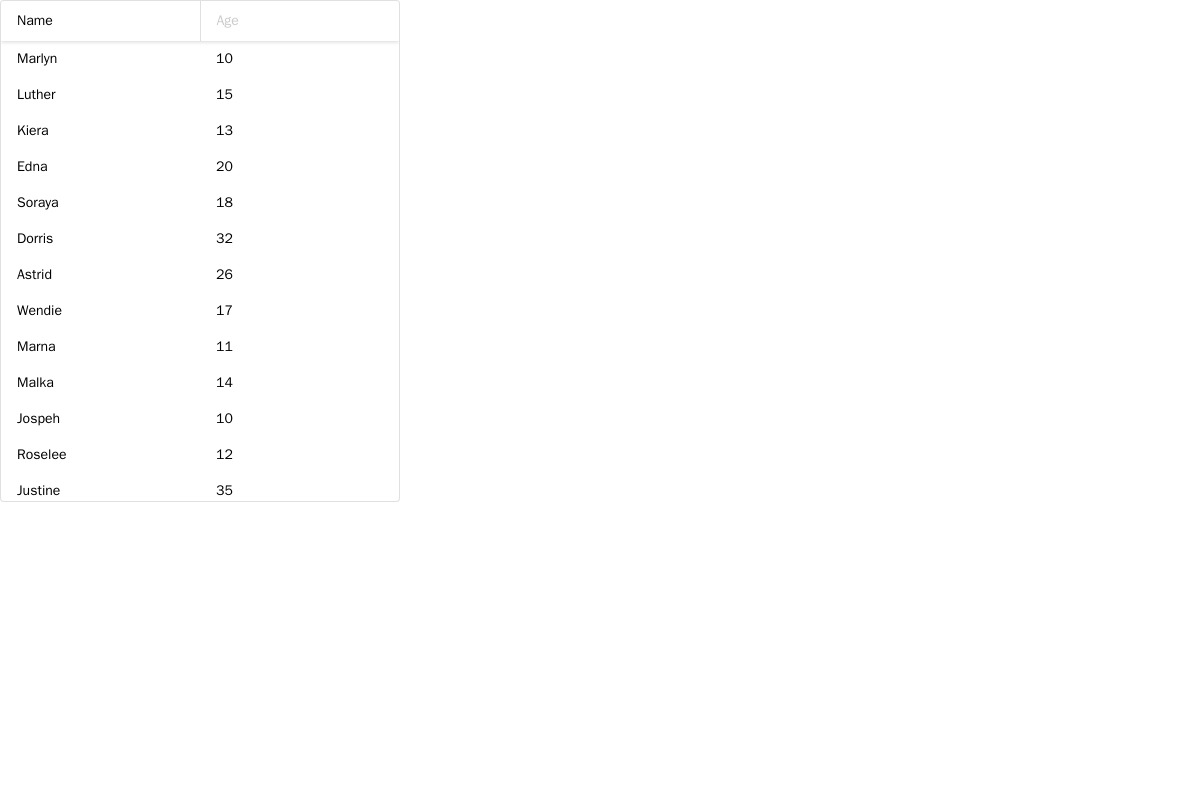 Name Age
Marlyn 10
Luther 15
Kiera 13
Edna 20
Soraya 18
Dorris 32
Astrid 26
Wendie 17
Marna 11
Malka 14
Jospeh 10
Roselee 12
Justine 35